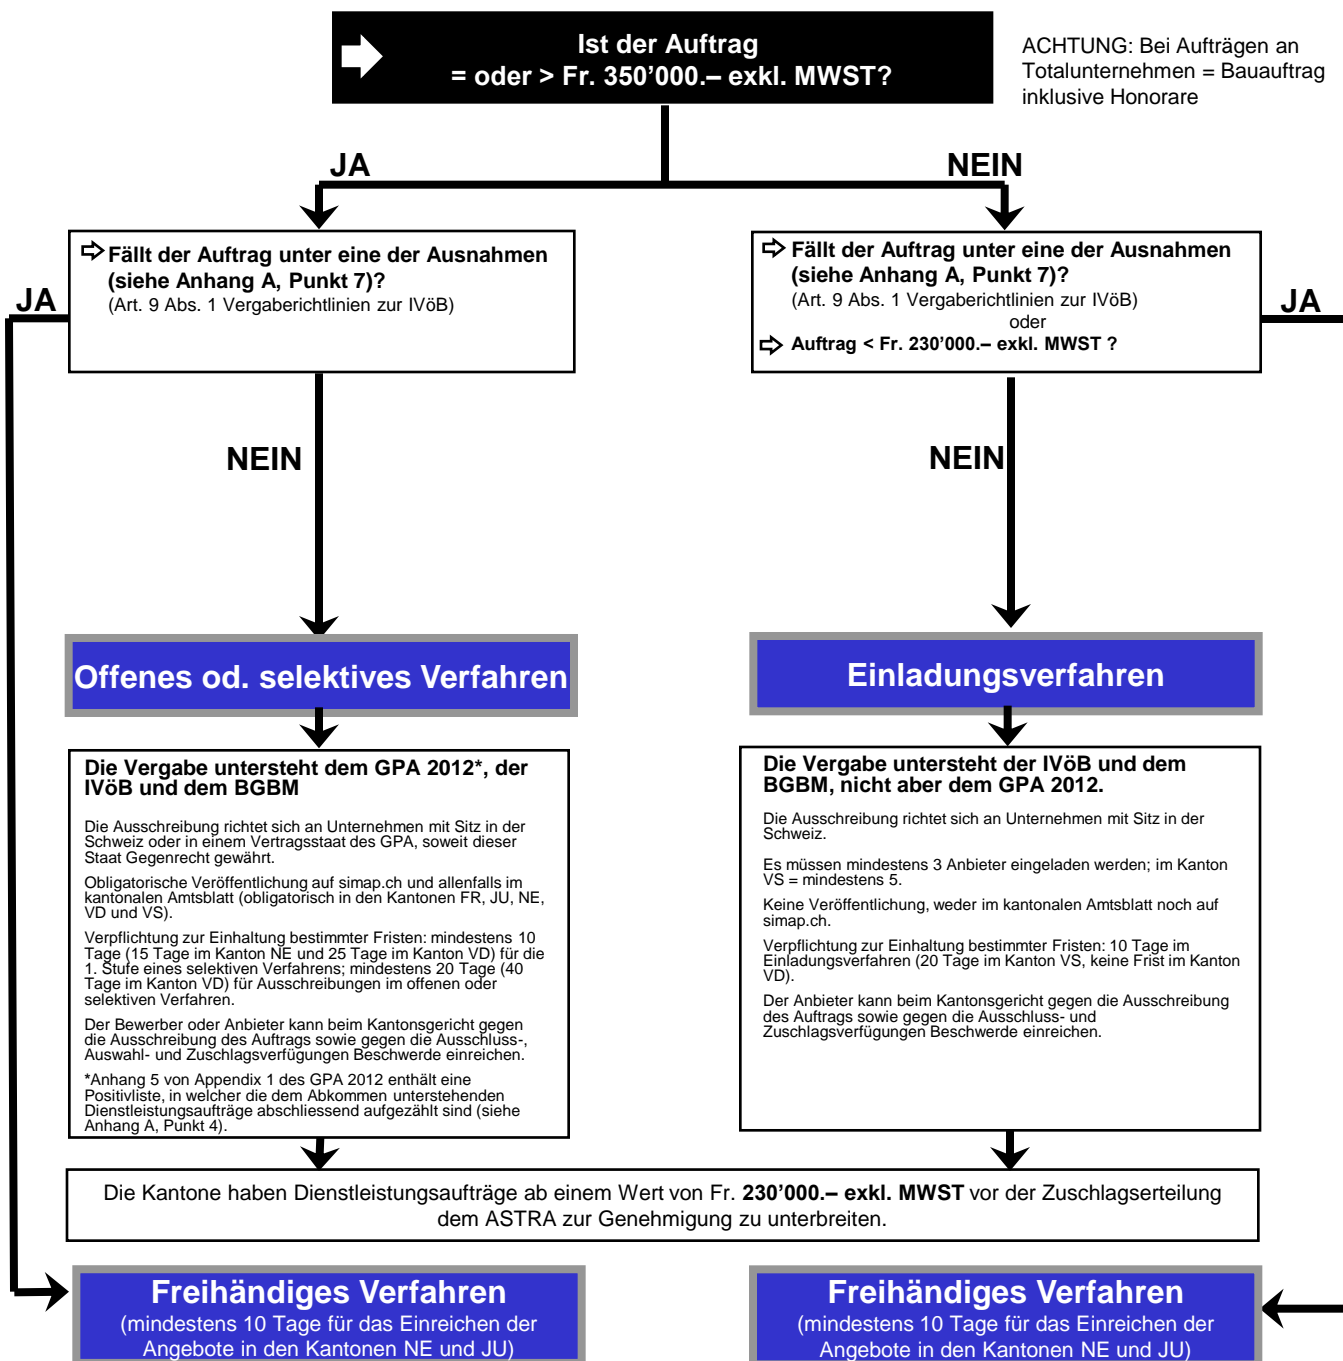 Ist der Auftrag
= oder > Fr. 350’000.– exkl. MWST?
ACHTUNG: Bei Aufträgen an
Totalunternehmen = Bauauftrag
inklusive Honorare
JA
NEIN
Fällt der Auftrag unter eine der Ausnahmen
(siehe Anhang A, Punkt 7)?
(Art. 9 Abs. 1 Vergaberichtlinien zur IVöB)
JA
Fällt der Auftrag unter eine der Ausnahmen
(siehe Anhang A, Punkt 7)?
(Art. 9 Abs. 1 Vergaberichtlinien zur IVöB)
oder
Auftrag < Fr. 230’000.– exkl. MWST ?
JA
NEIN
NEIN
Offenes od. selektives Verfahren
Einladungsverfahren
Die Vergabe untersteht dem GPA 2012*, der
IVöB und dem BGBM
Die Ausschreibung richtet sich an Unternehmen mit Sitz in der
Schweiz oder in einem Vertragsstaat des GPA, soweit dieser
Staat Gegenrecht gewährt.
Obligatorische Veröffentlichung auf simap.ch und allenfalls im
kantonalen Amtsblatt (obligatorisch in den Kantonen FR, JU, NE,
VD und VS).
Verpflichtung zur Einhaltung bestimmter Fristen: mindestens 10
Tage (15 Tage im Kanton NE und 25 Tage im Kanton VD) für die
1. Stufe eines selektiven Verfahrens; mindestens 20 Tage (40
Tage im Kanton VD) für Ausschreibungen im offenen oder
selektiven Verfahren.
Der Bewerber oder Anbieter kann beim Kantonsgericht gegen
die Ausschreibung des Auftrags sowie gegen die Ausschluss-,
Auswahl- und Zuschlagsverfügungen Beschwerde einreichen.
*Anhang 5 von Appendix 1 des GPA 2012 enthält eine
Positivliste, in welcher die dem Abkommen unterstehenden
Dienstleistungsaufträge abschliessend aufgezählt sind (siehe
Anhang A, Punkt 4).
Die Vergabe untersteht der IVöB und dem
BGBM, nicht aber dem GPA 2012.
Die Ausschreibung richtet sich an Unternehmen mit Sitz in der
Schweiz.
Es müssen mindestens 3 Anbieter eingeladen werden; im Kanton
VS = mindestens 5.
Keine Veröffentlichung, weder im kantonalen Amtsblatt noch auf
simap.ch.
Verpflichtung zur Einhaltung bestimmter Fristen: 10 Tage im
Einladungsverfahren (20 Tage im Kanton VS, keine Frist im Kanton
VD).
Der Anbieter kann beim Kantonsgericht gegen die Ausschreibung
des Auftrags sowie gegen die Ausschluss- und
Zuschlagsverfügungen Beschwerde einreichen.
Die Kantone haben Dienstleistungsaufträge ab einem Wert von Fr. 230’000.– exkl. MWST vor der Zuschlagserteilung
dem ASTRA zur Genehmigung zu unterbreiten.
Freihändiges Verfahren
(mindestens 10 Tage für das Einreichen der
Angebote in den Kantonen NE und JU)
Freihändiges Verfahren
(mindestens 10 Tage für das Einreichen der
Angebote in den Kantonen NE und JU)